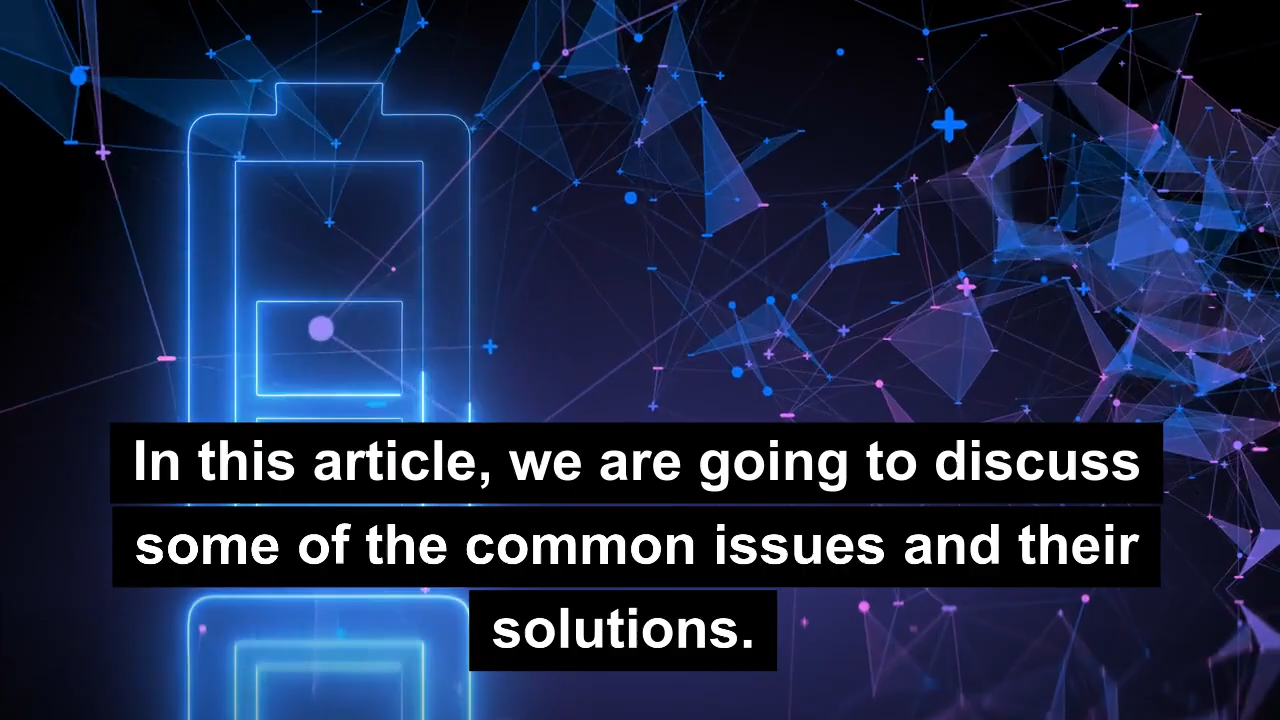 In this article, we are going to discuss
some of the common issues and their
solutions.